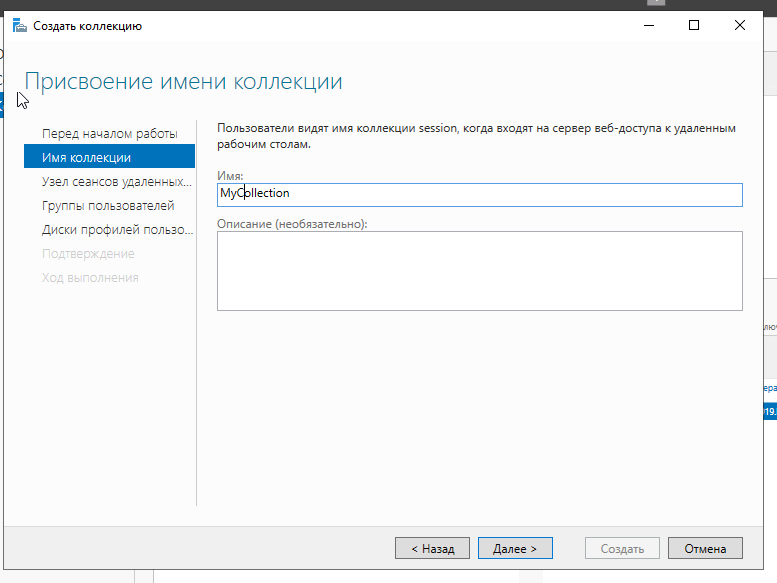 Создать коллекцию
Присвоение имени коллекции
Перед началом работы
Имя коллекции
Узел сеансов удаленных...
Группы пользователей
Диски профилей пользо...
Подтверждение
Ход выполнения
Пользователи видят имя коллекции session, когда входят на сервер веб-доступа к удаленным
рабочим столам.
Имя:
MyCollection
Описание (необязательно):
< Назад
Далее >
Создать
Отмена